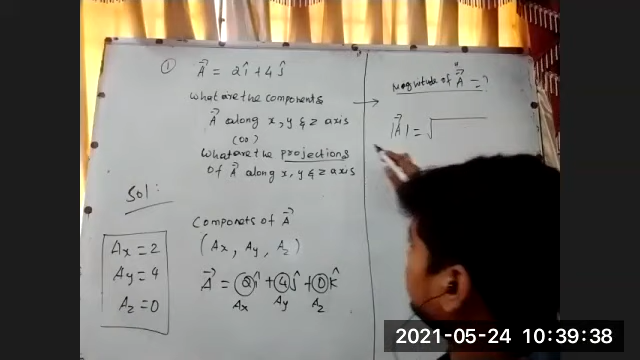 ① A⃗ = 2î + 4ĵ
what are the components
A⃗ along x, y & z axis
(or)
what are the projections
of A⃗ along x, y & z axis
Sol:
Componets of A⃗
(Ax, Ay, Az)
A⃗ = 2î + 4ĵ + 0k̂
Ax Ay Az
Ax = 2
Ay = 4
Az = 0
Magnitude of "A⃗" = ?
|A⃗| = √
2021-05-24 10:39:38